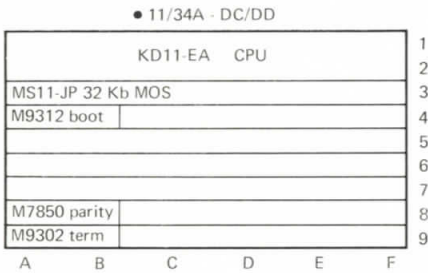 ● 11/34A - DC/DD
KD11-EA CPU
1
2
MS11-JP 32 Kb MOS
3
M9312 boot
4
5
6
7
M7850 parity
8
M9302 term
9
A B C D E F